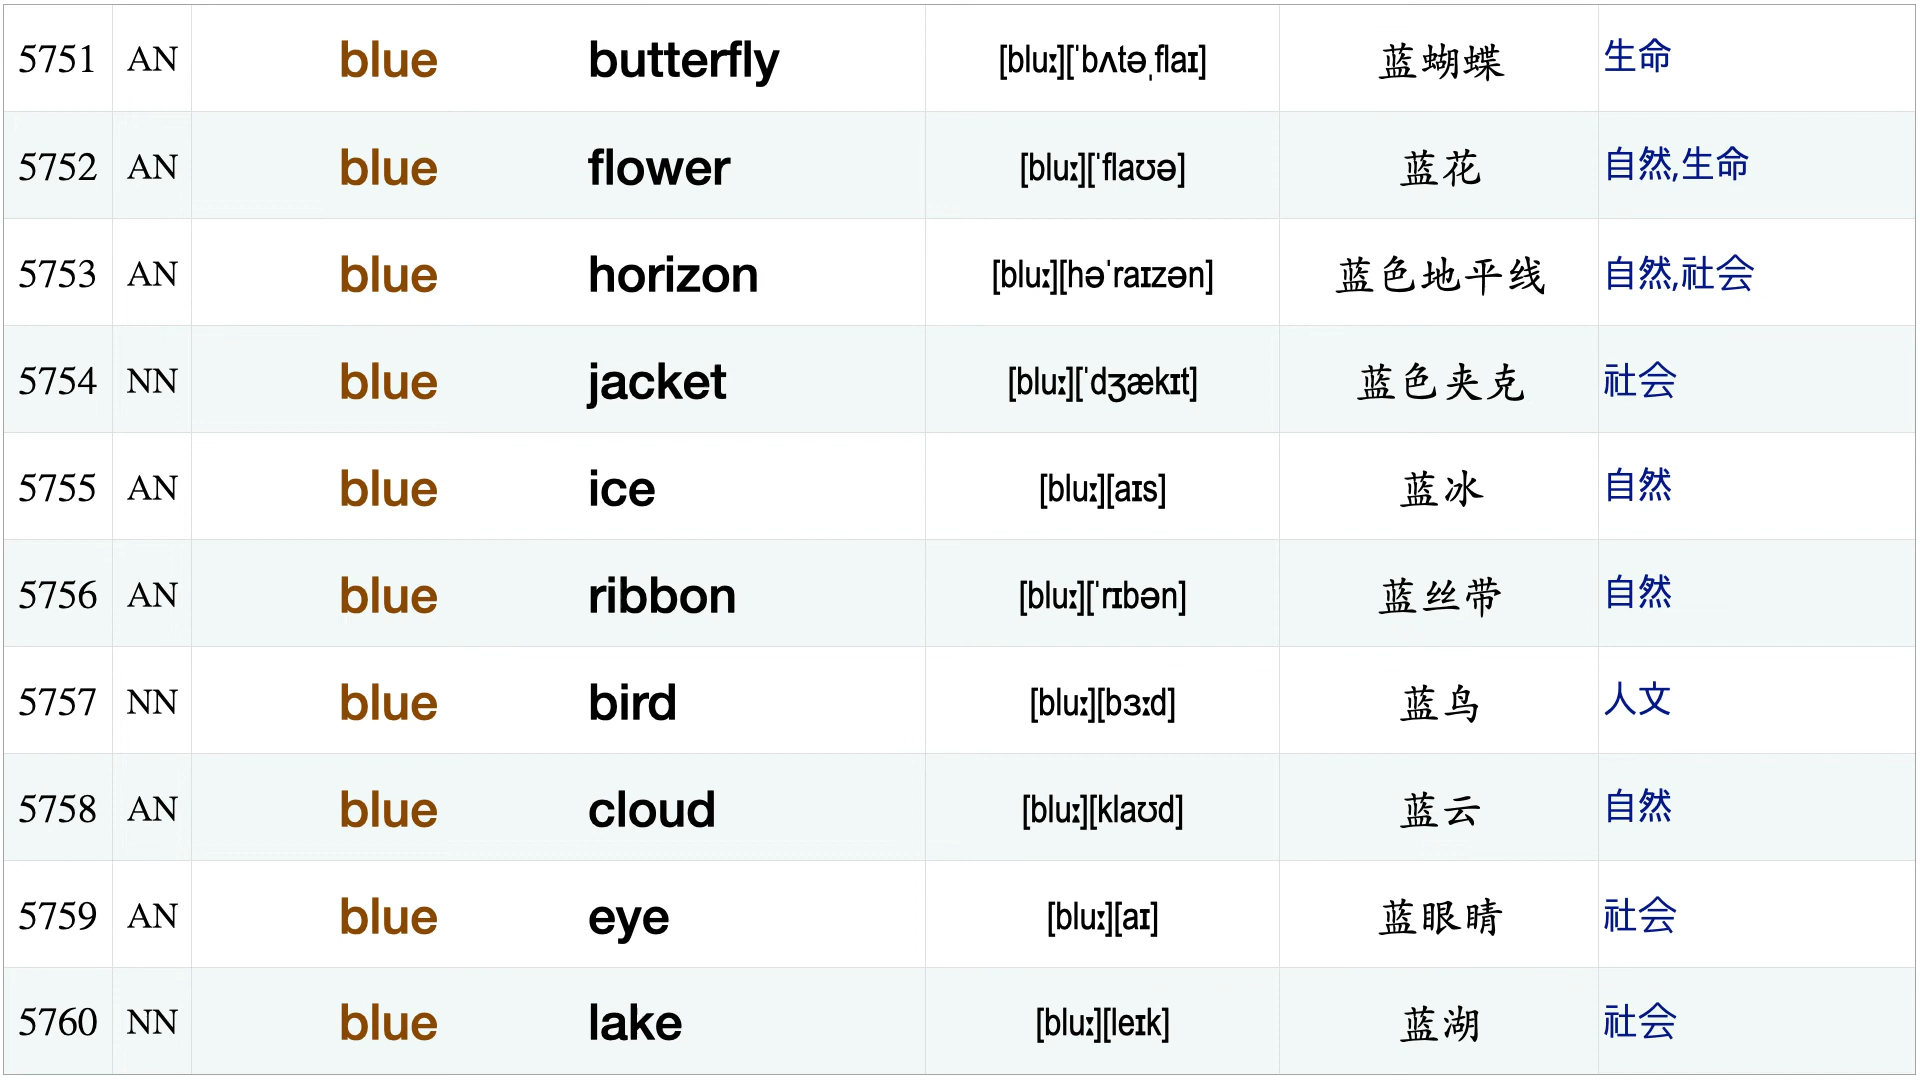 5751 AN blue butterfly [bluː][ˈbʌtəˌflaɪ] 蓝蝴蝶 生命
5752 AN blue flower [bluː][ˈflaʊə] 蓝花 自然,生命
5753 AN blue horizon [bluː][həˈraɪzən] 蓝色地平线 自然,社会
5754 NN blue jacket [bluː][ˈdʒækɪt] 蓝色夹克 社会
5755 AN blue ice [bluː][aɪs] 蓝冰 自然
5756 AN blue ribbon [bluː][ˈrɪbən] 蓝丝带 自然
5757 NN blue bird [bluː][bɜːd] 蓝鸟 人文
5758 AN blue cloud [bluː][klaʊd] 蓝云 自然
5759 AN blue eye [bluː][aɪ] 蓝眼睛 社会
5760 NN blue lake [bluː][leɪk] 蓝湖 社会